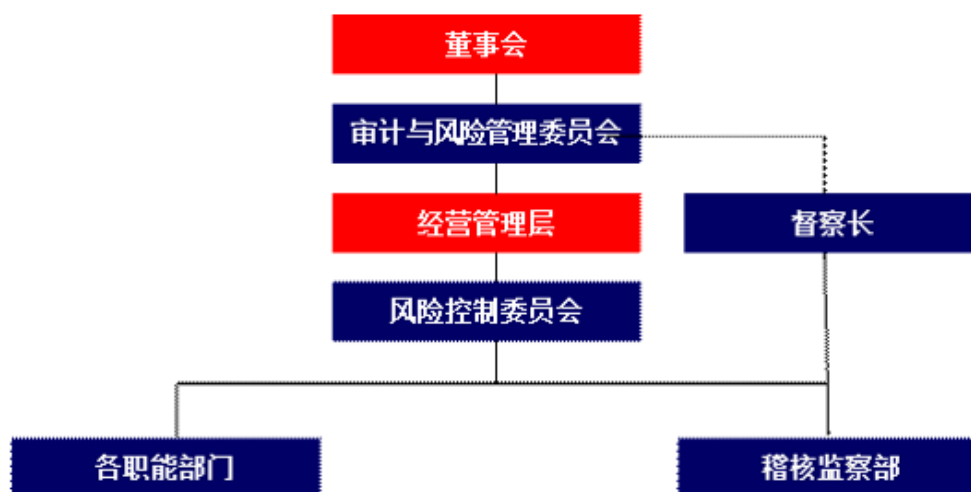 董事会
审计与风险管理委员会
经营管理层
督察长
风险控制委员会
各职能部门
稽核监察部